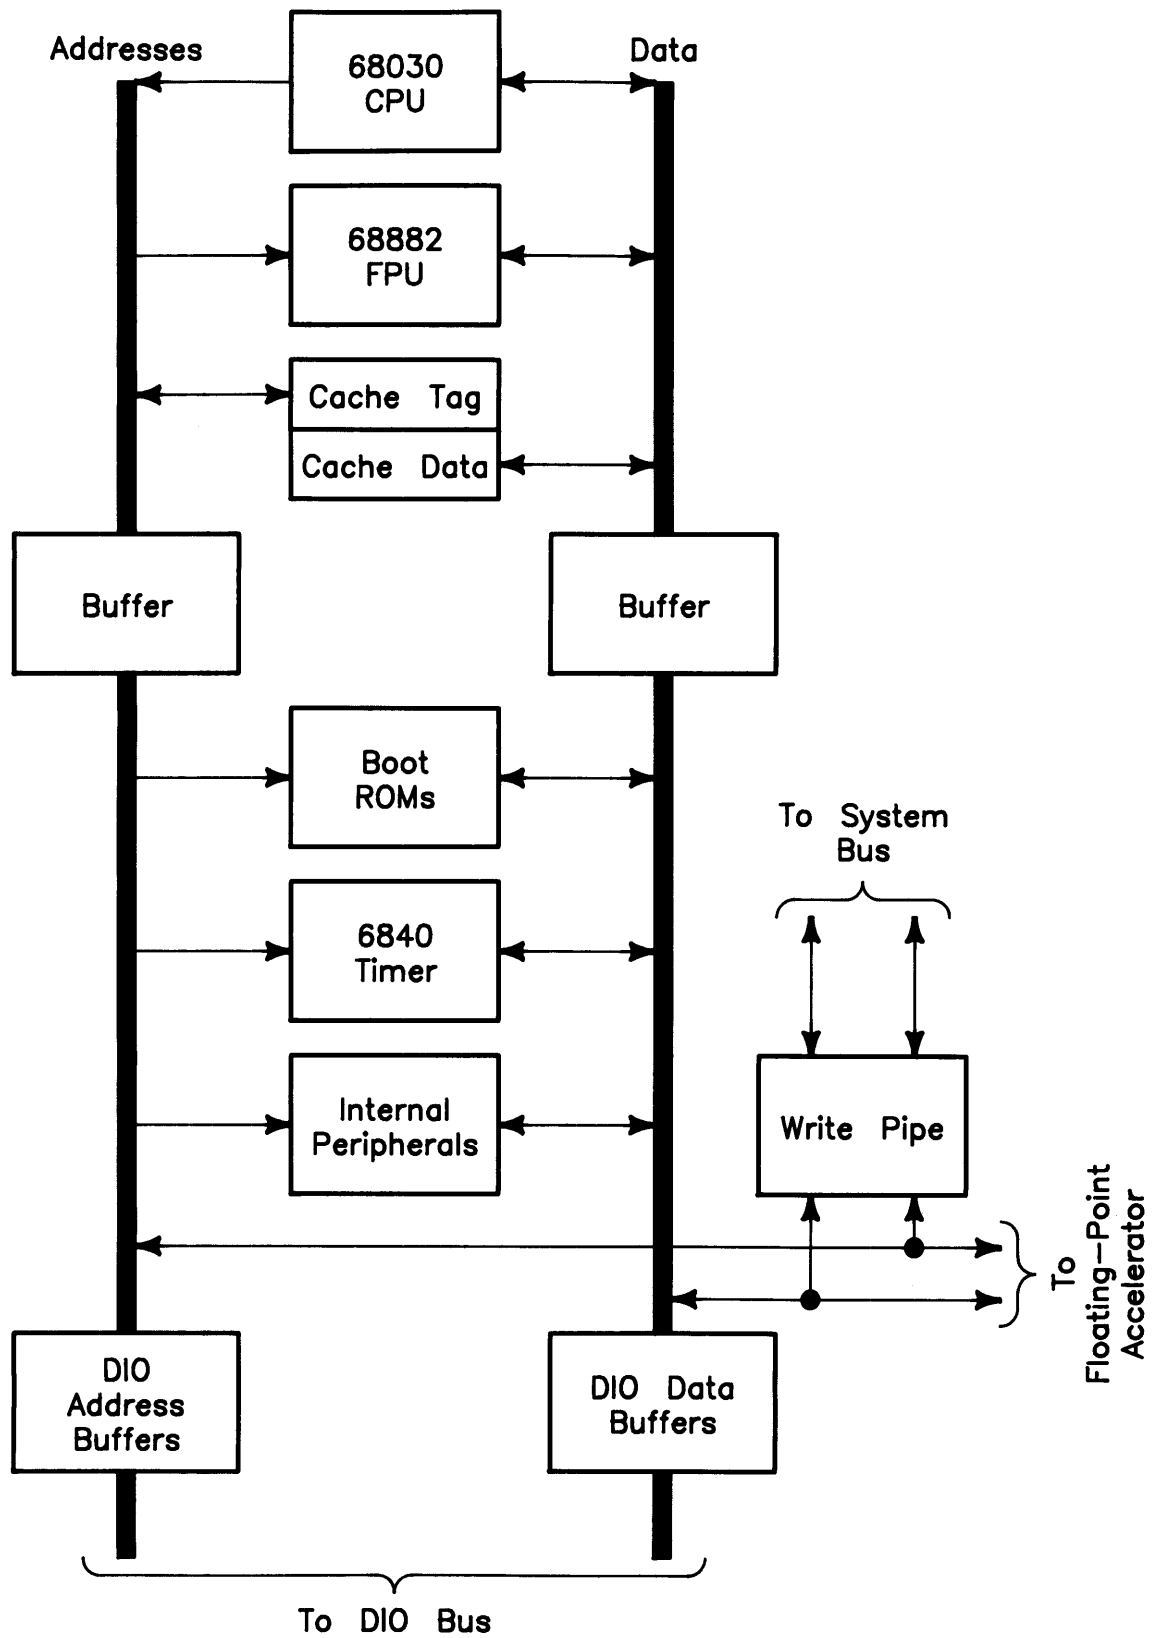 Addresses
68030
CPU
Data
68882
FPU
Cache Tag
Cache Data
Buffer
Buffer
Boot
ROMs
To System
Bus
6840
Timer
Internal
Peripherals
Write Pipe
To
Floating-Point
Accelerator
DIO
Address
Buffers
DIO Data
Buffers
To DIO Bus